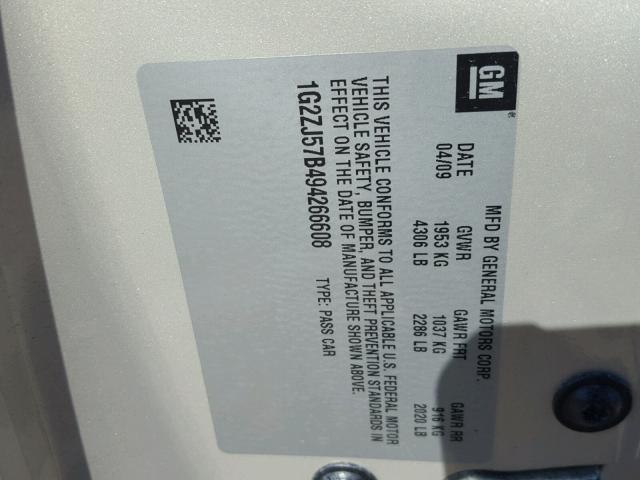 GM
MFD BY GENERAL MOTORS CORP.
DATE GVWR GAWR FRT GAWR RR
04/09 1953 KG 1037 KG 916 KG
4306 LB 2286 LB 2020 LB
THIS VEHICLE CONFORMS TO ALL APPLICABLE U.S. FEDERAL MOTOR
VEHICLE SAFETY, BUMPER, AND THEFT PREVENTION STANDARDS IN
EFFECT ON THE DATE OF MANUFACTURE SHOWN ABOVE.
1G2ZJ57B494266608 TYPE: PASS CAR